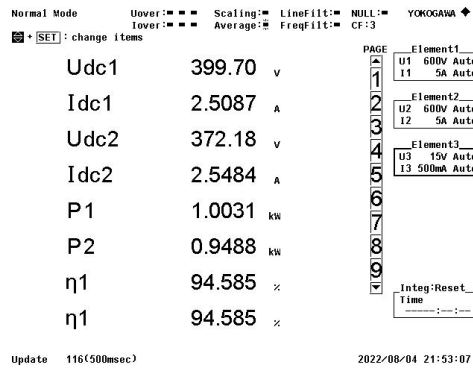 Normal Mode Uover: Scaling: LineFilt: NULL: YOKOGAWA
Iover: Average: FreqFilt: CF:3
+ SET : change items
PAGE
Udc1 399.70 V
Idc1 2.5087 A
Udc2 372.18 V
Idc2 2.5484 A
P1 1.0031 kW
P2 0.9488 kW
η1 94.585 %
η1 94.585 %
1
2
3
4
5
6
7
8
9
Element1
U1 600V Auto
I1 5A Auto
Element2
U2 600V Auto
I2 5A Auto
Element3
U3 15V Auto
I3 500mA Auto
Integ:Reset
Time
-----:--:--
Update 116(500msec) 2022/08/04 21:53:07